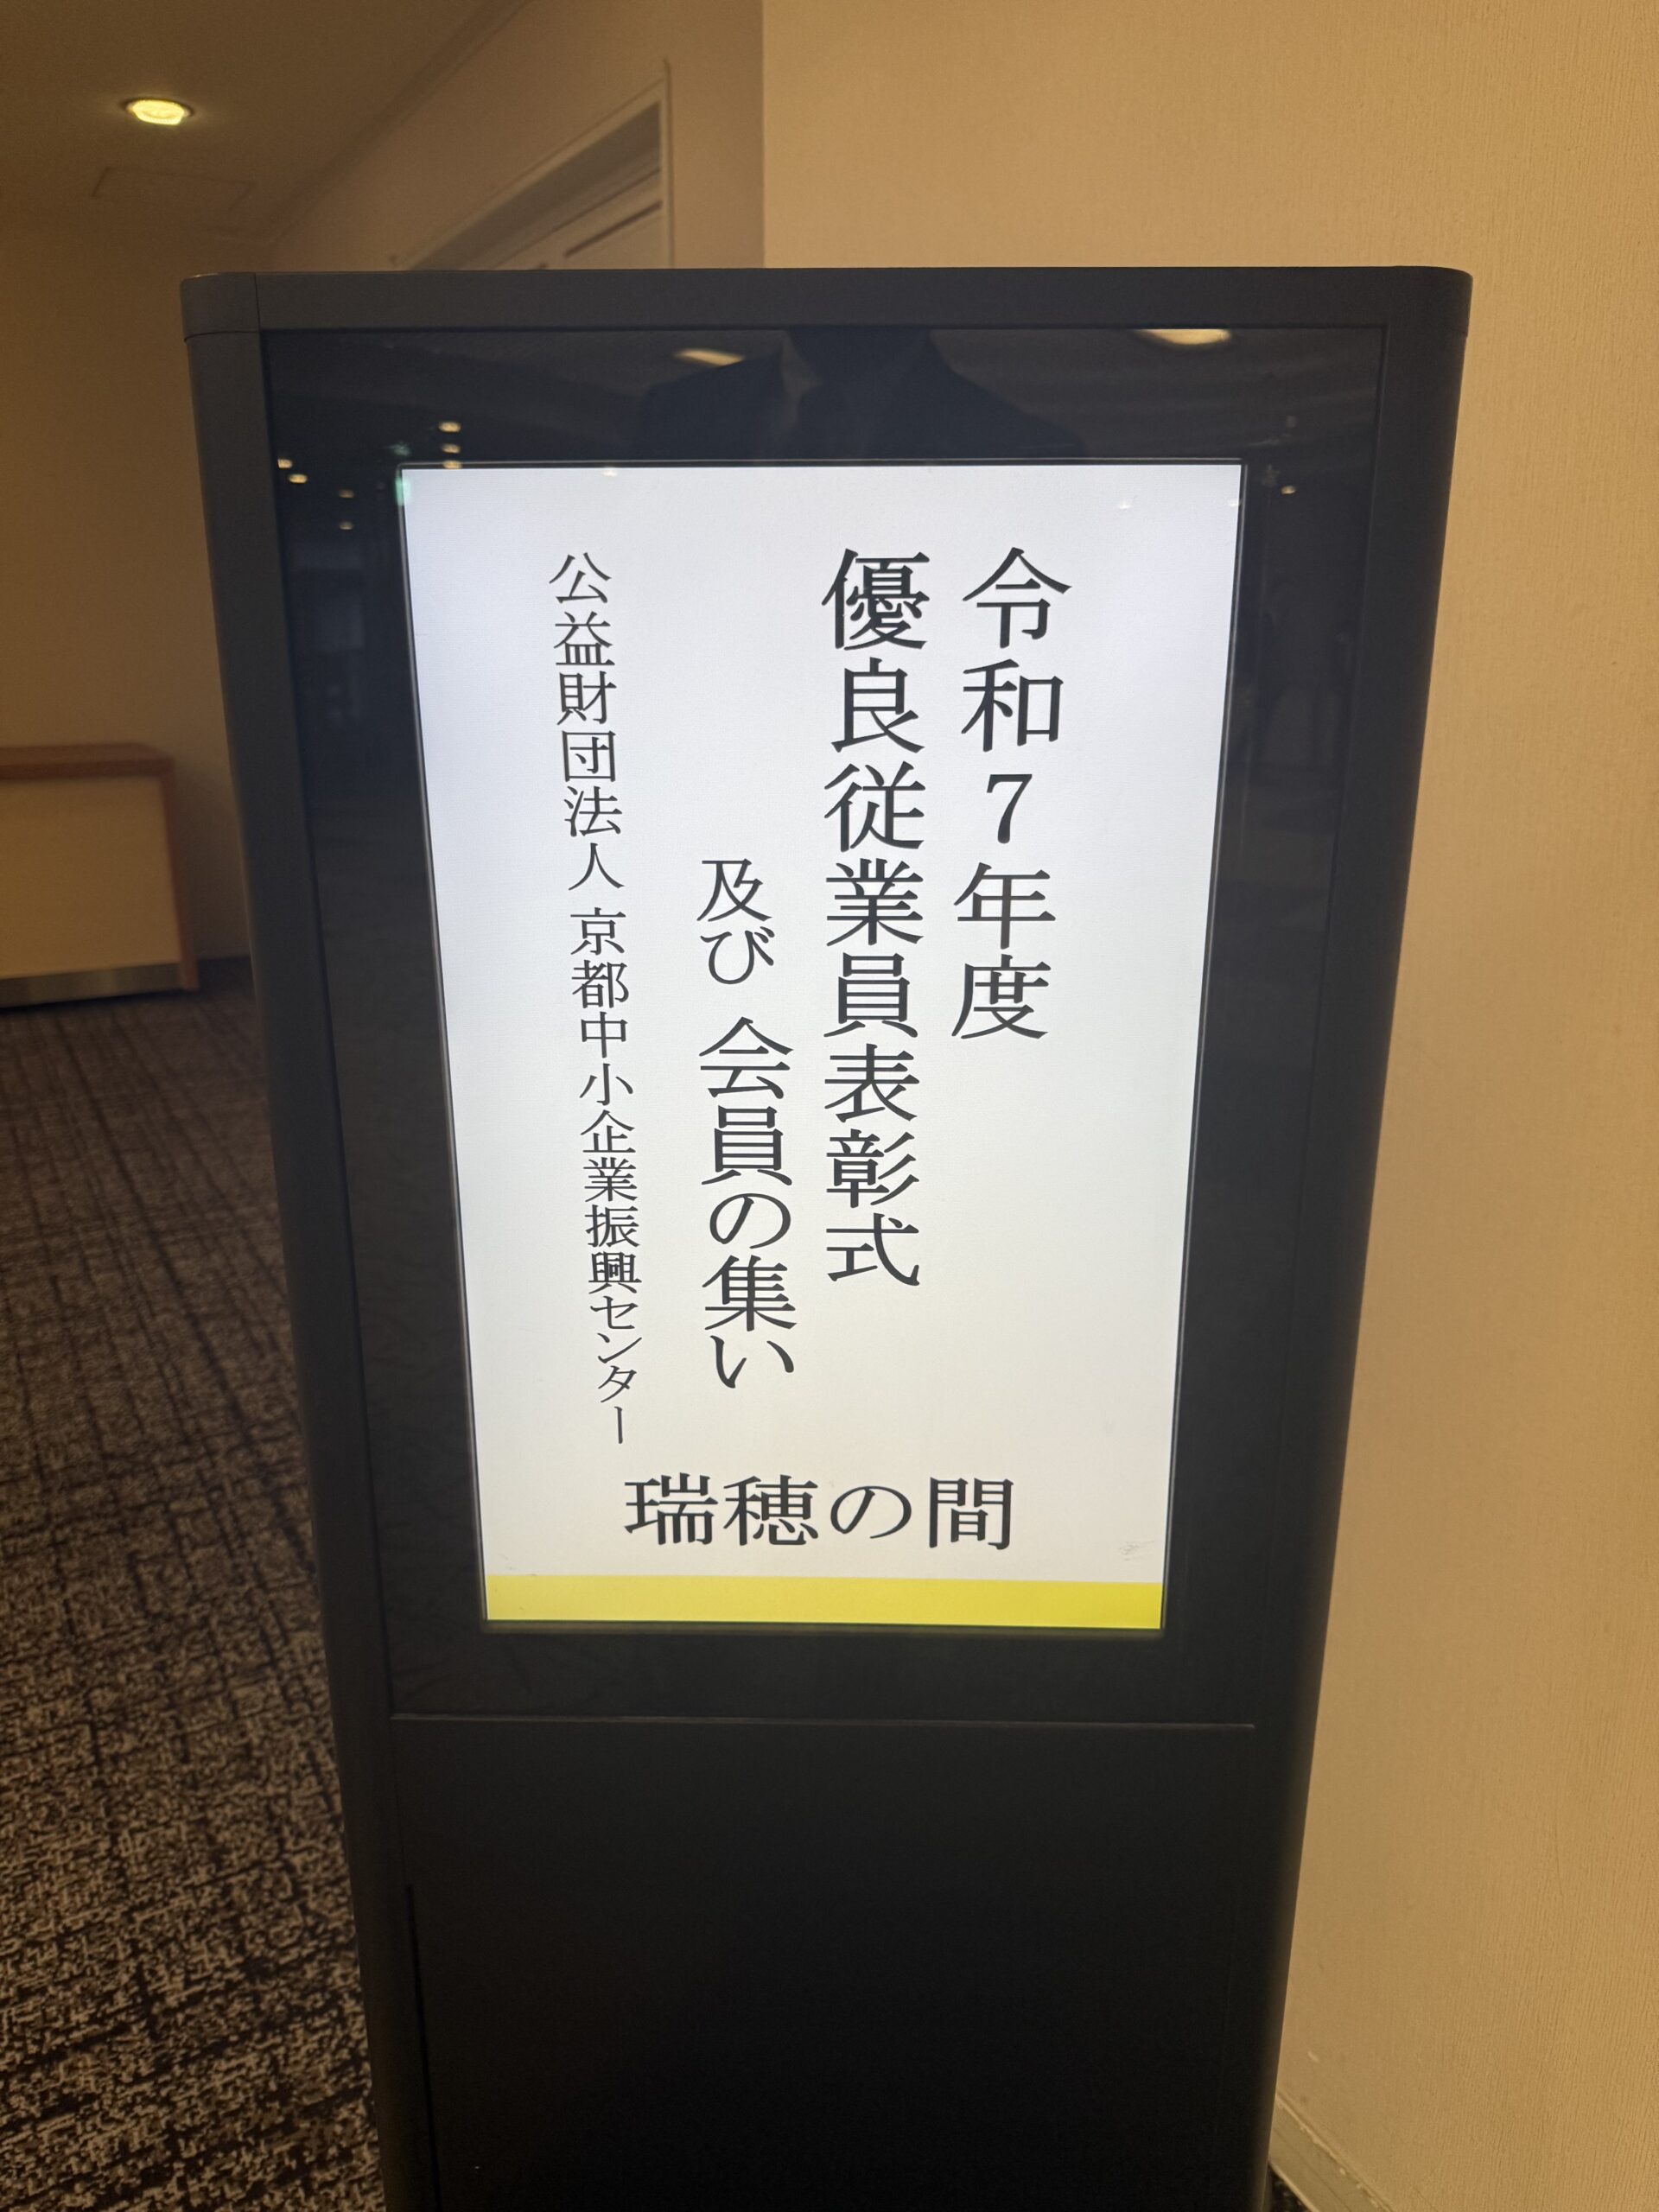 令和7年度
優良従業員表彰式
及び 会員の集い
公益財団法人 京都中小企業振興センター
瑞穂の間